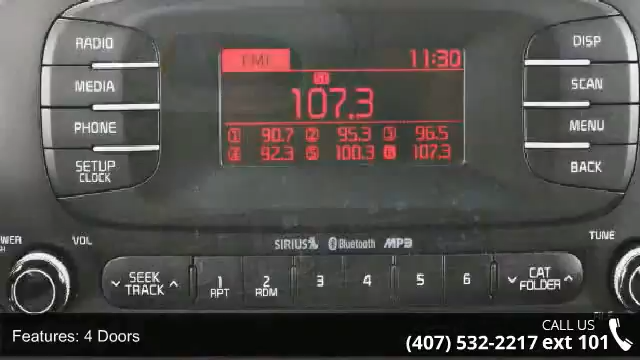 RADIO
MEDIA
PHONE
SETUP
CLOCK
FM1
11:30
107.3
1 90.7 2 95.3 3 96.5
4 92.3 5 100.3 6 107.3
DISP
SCAN
MENU
BACK
VOL
TUNE
SIRIUS Bluetooth MP3
SEEK
TRACK
1
RPT
2
RDM
3
4
5
6
CAT
FOLDER
Features: 4 Doors
CALL US
(407) 532-2217 ext 101